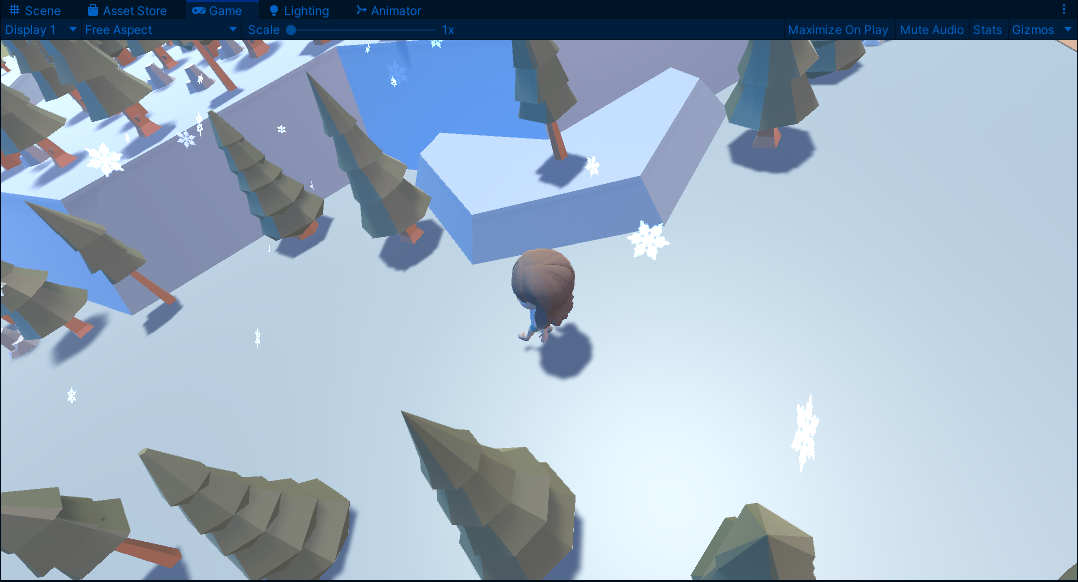 Scene Asset Store Game Lighting Animator
Display 1 Free Aspect Scale 1x Maximize On Play Mute Audio Stats Gizmos